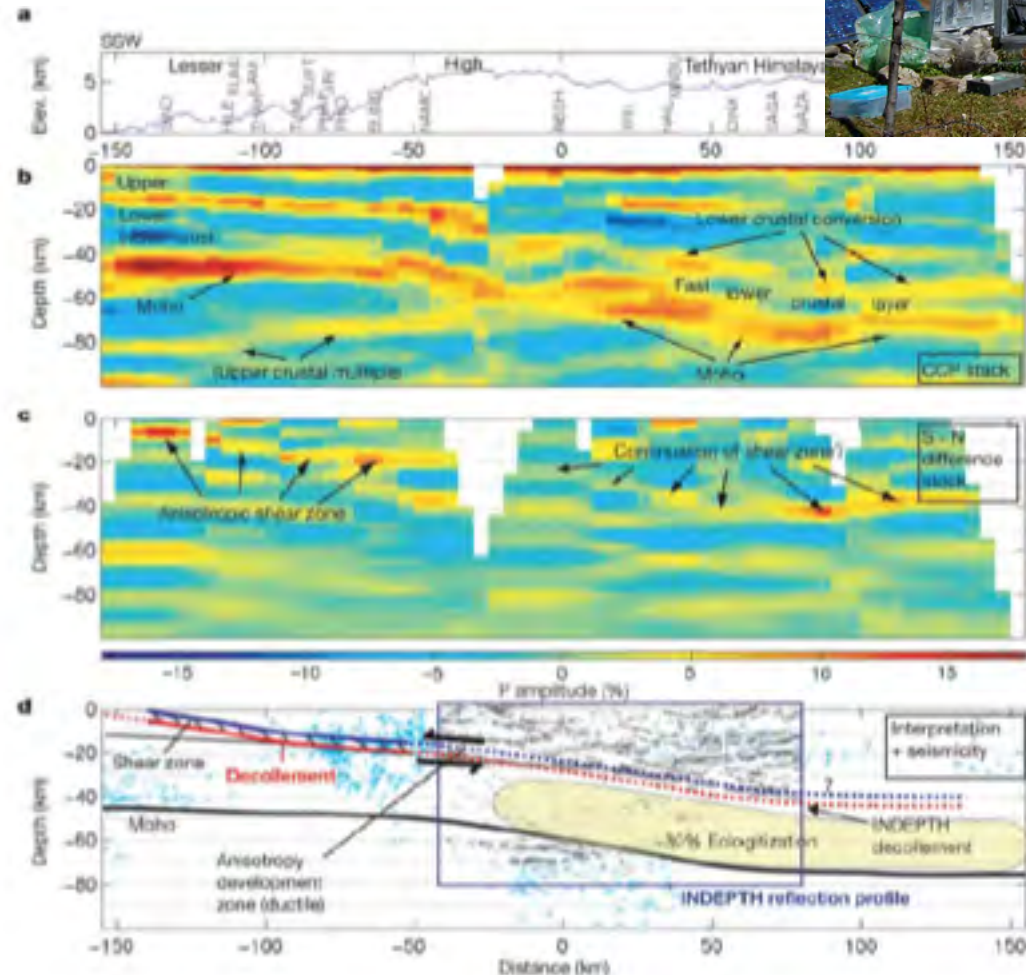 a
SSW
Lesser
High
Tethyan Himalaya
Elev. (km)
5
0
−150 −100 −50 0 50 100 150
b
Upper
Lower
Lower crustal conversion
Fast lower crustal layer
Moho
Moho
Upper crustal multiple
CCP stack
Depth (km)
0
−20
−40
−60
−80
c
S - N
difference
stack
Continuation of shear zone?
Anisotropic shear zone
Depth (km)
0
−20
−40
−60
−80
−15 −10 −5 0 5 10 15
P amplitude (%)
d
Interpretation
+ seismicity
Shear zone
Decollement
?
INDEPTH
decollement
Moho
~30% Eclogitization
Anisotropy
development
zone (ductile)
INDEPTH reflection profile
Depth (km)
0
−20
−40
−60
−80
−150 −100 −50 0 50 100 150
Distance (km)